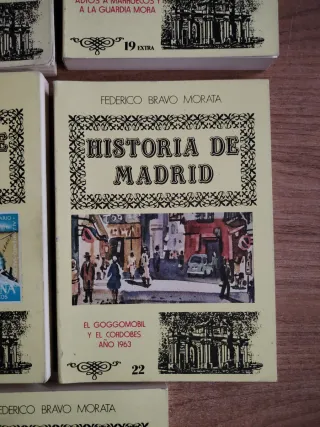 ADIÓS A MARRUECOS Y
A LA GUARDIA MORA
19 EXTRA
FEDERICO BRAVO MORATA
HISTORIA DE
MADRID
EL GOGGOMOBIL
Y EL CORDOBES
AÑO 1963
22
FEDERICO BRAVO MORATA